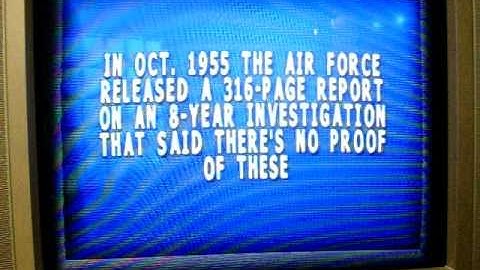 IN OCT. 1955 THE AIR FORCE
RELEASED A 316-PAGE REPORT
ON AN 8-YEAR INVESTIGATION
THAT SAID THERE'S NO PROOF
OF THESE